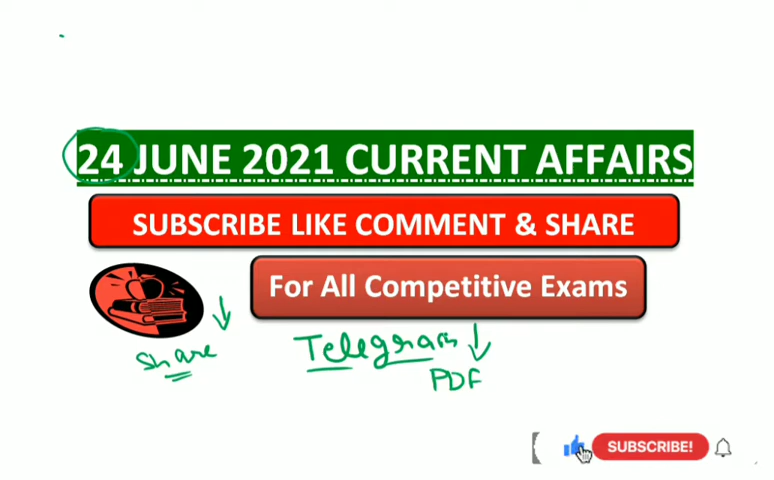 24 JUNE 2021 CURRENT AFFAIRS
SUBSCRIBE LIKE COMMENT & SHARE
For All Competitive Exams
Share
Telegram
PDF
SUBSCRIBE!